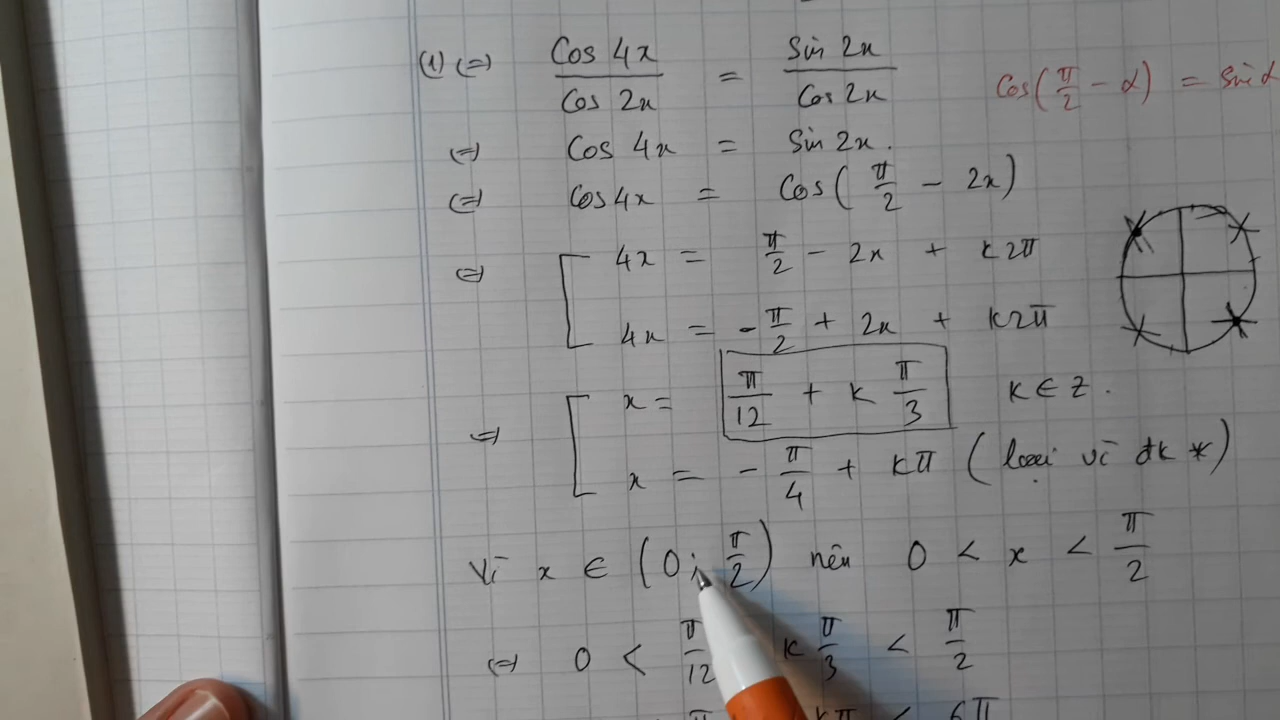 (1) ⇔ Cos 4x / Cos 2x = Sin 2x / Cos 2x
Cos(π/2 - α) = Sin α
⇔ Cos 4x = Sin 2x.
⇔ Cos 4x = Cos(π/2 - 2x)
⇔ [ 4x = π/2 - 2x + k2π
4x = -π/2 + 2x + k2π
⇔ [ x = π/12 + k π/3 k ∈ Z.
x = -π/4 + kπ (loại vì đk *)
Vì x ∈ (0; π/2) nên 0 < x < π/2
⇔ 0 < π/12 k π/3 < π/2
π kπ < 6π